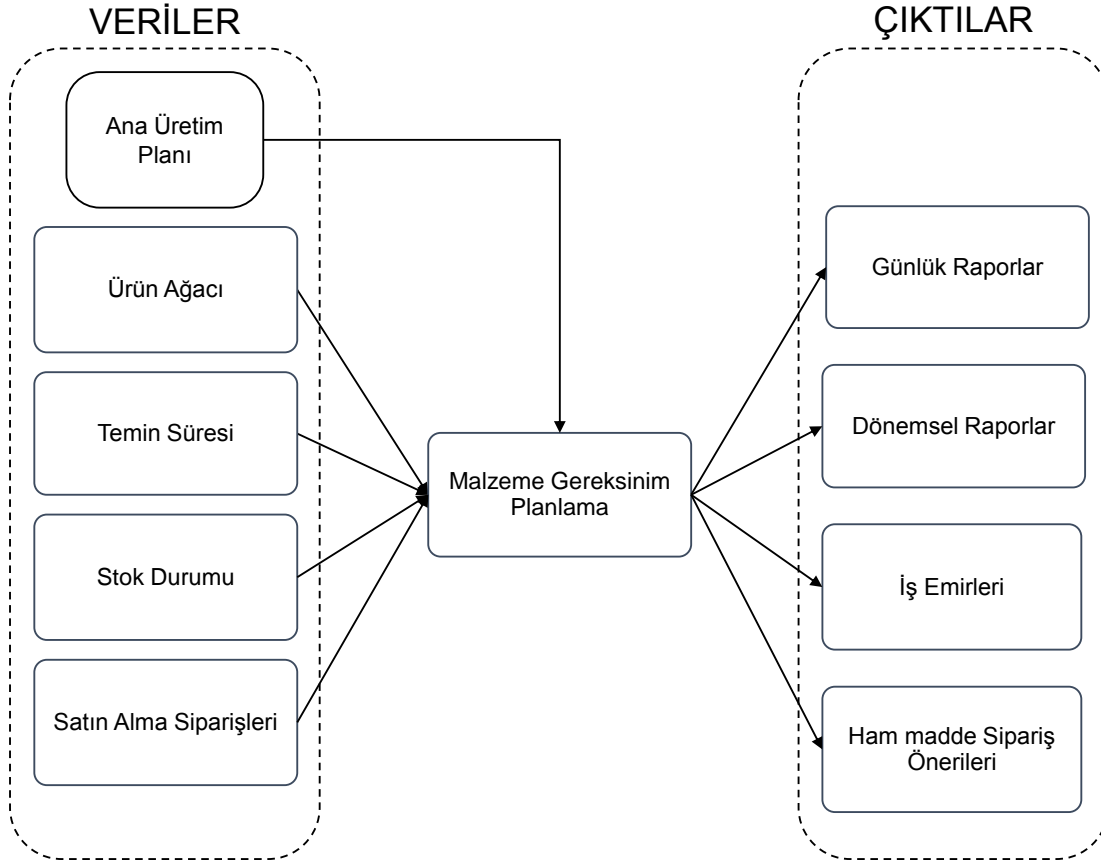 VERİLER
Ana Üretim
Planı
Ürün Ağacı
Temin Süresi
Stok Durumu
Satın Alma Siparişleri
Malzeme Gereksinim
Planlama
ÇIKTILAR
Günlük Raporlar
Dönemsel Raporlar
İş Emirleri
Ham madde Sipariş
Önerileri